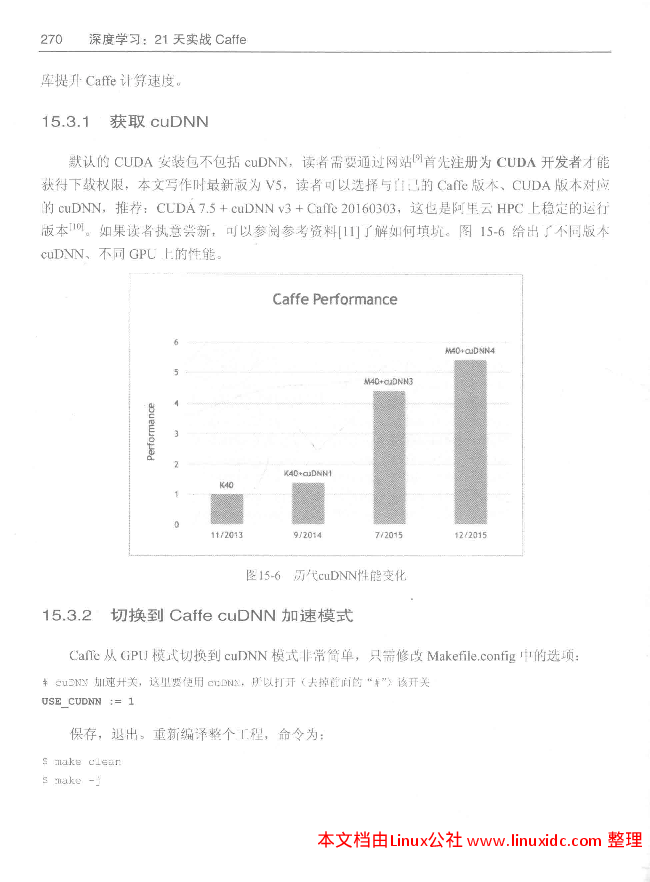 270 深度学习：21 天实战 Caffe
库提升 Caffe 计算速度。
15.3.1 获取 cuDNN
默认的 CUDA 安装包不包括 cuDNN，读者需要通过网站[9]首先注册为 CUDA 开发者才能
获得下载权限，本文写作时最新版为 V5，读者可以选择与自己的 Caffe 版本、CUDA 版本对应
的 cuDNN，推荐：CUDA 7.5 + cuDNN v3 + Caffe 20160303，这也是阿里云 HPC 上稳定的运行
版本[10]。如果读者执意尝新，可以参阅参考资料[11]了解如何填坑。图 15-6 给出了不同版本
cuDNN、不同 GPU 上的性能。
Caffe Performance
Performance
6
5
4
3
2
1
0
K40
K40+cuDNN1
M40+cuDNN3
M40+cuDNN4
11/2013 9/2014 7/2015 12/2015
图15-6 历代cuDNN性能变化
15.3.2 切换到 Caffe cuDNN 加速模式
Caffe 从 GPU 模式切换到 cuDNN 模式非常简单，只需修改 Makefile.config 中的选项：
# cuDNN 加速开关，这里要使用 cuDNN，所以打开（去掉前面的“#”）该开关
USE_CUDNN := 1
保存，退出。重新编译整个工程，命令为：
$ make clean
$ make -j
本文档由Linux公社 www.linuxidc.com 整理